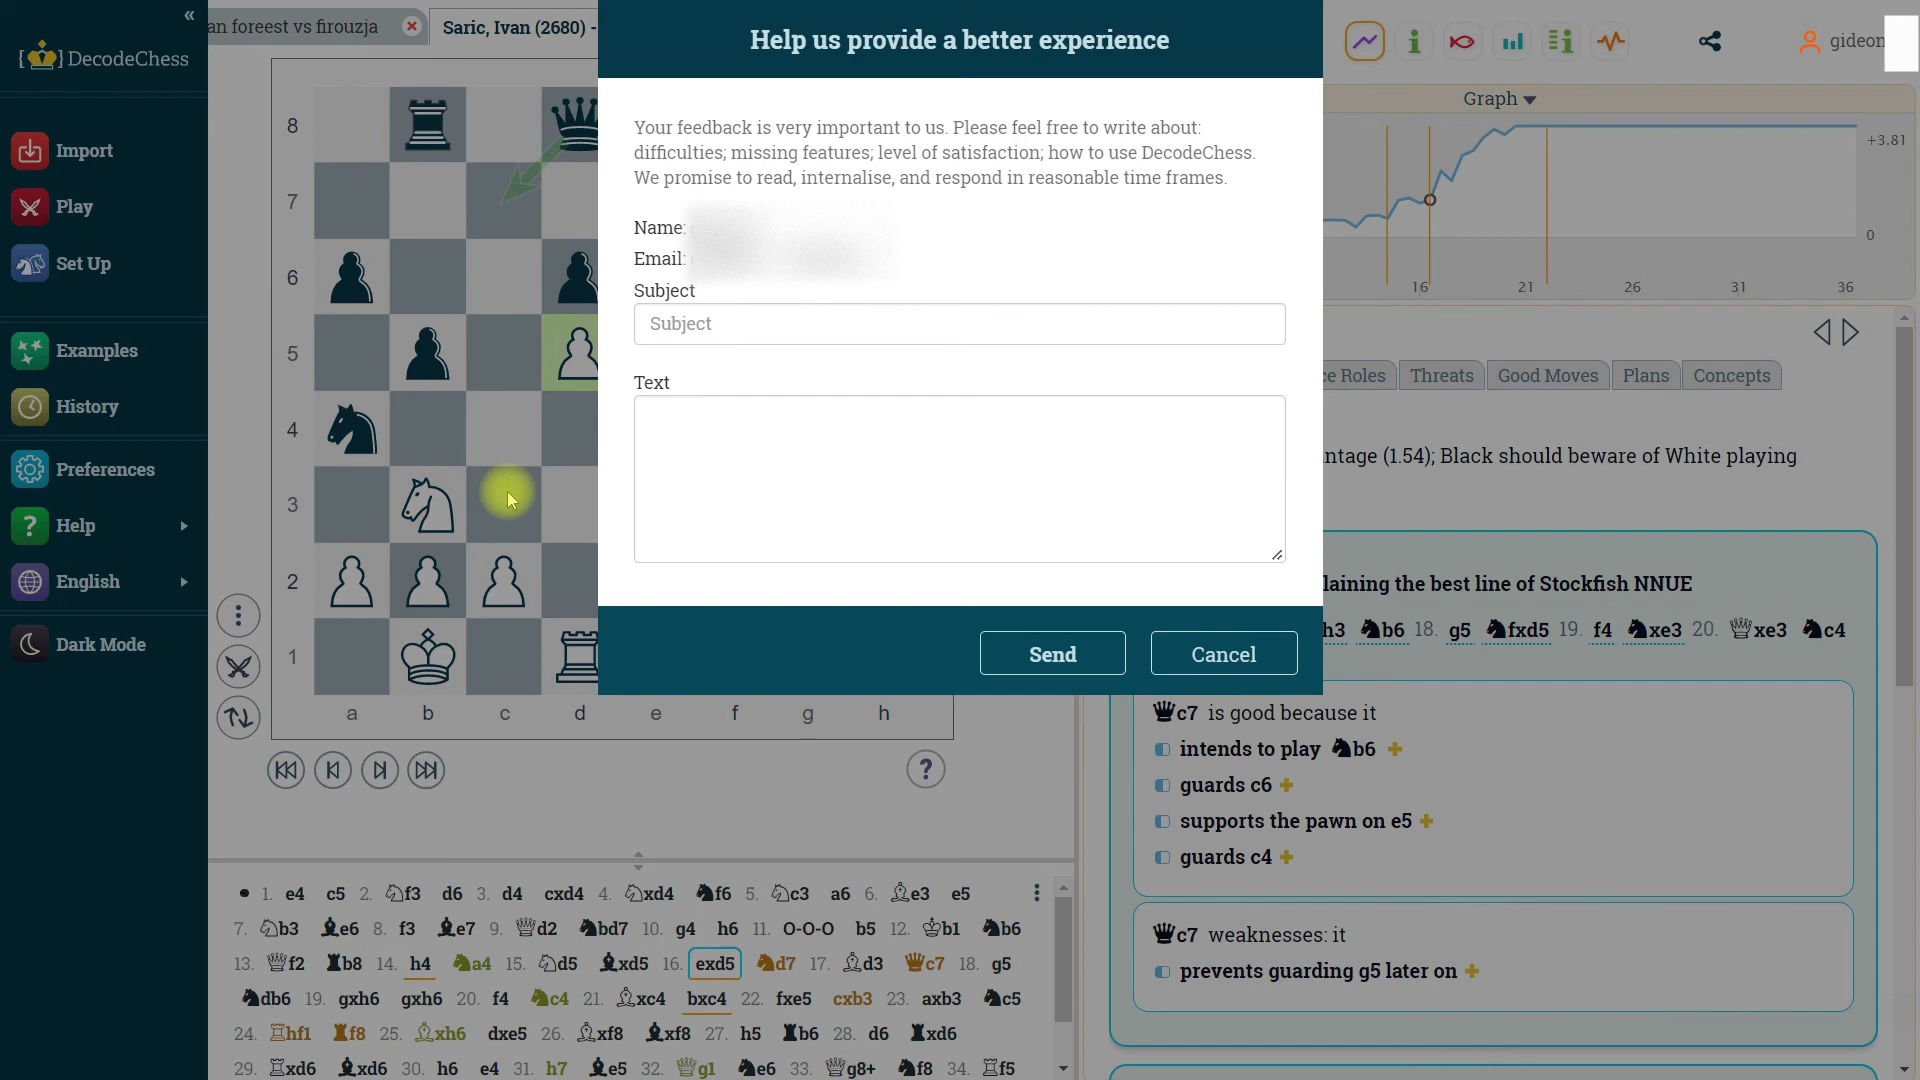 «
{ } DecodeChess
Import
Play
Set Up
Examples
History
Preferences
? Help
English
Dark Mode
an foreest vs firouzja
Saric, Ivan (2680) -
8
7
6
5
4
3
2
1
a b c d e f g h
?
Help us provide a better experience
Your feedback is very important to us. Please feel free to write about:
difficulties; missing features; level of satisfaction; how to use DecodeChess.
We promise to read, internalise, and respond in reasonable time frames.
Name:
Email:
Subject
Subject
Text
Send
Cancel
1. e4 c5 2. ♘f3 d6 3. d4 cxd4 4. ♘xd4 ♞f6 5. ♘c3 a6 6. ♗e3 e5
7. ♘b3 ♝e6 8. f3 ♝e7 9. ♕d2 ♞bd7 10. g4 h6 11. O-O-O b5 12. ♔b1 ♞b6
13. ♕f2 ♜b8 14. h4 ♞a4 15. ♘d5 ♝xd5 16. exd5 ♞d7 17. ♗d3 ♛c7 18. g5
♞db6 19. gxh6 gxh6 20. f4 ♞c4 21. ♗xc4 bxc4 22. fxe5 cxb3 23. axb3 ♞c5
24. ♖hf1 ♜f8 25. ♗xh6 dxe5 26. ♗xf8 ♝xf8 27. h5 ♜b6 28. d6 ♜xd6
29. ♖xd6 ♝xd6 30. h6 e4 31. h7 ♝e5 32. ♕g1 ♞e6 33. ♕g8+ ♞f8 34. ♖f5
gideon
Graph
+3.81
0
16 21 26 31 36
ce Roles
Threats
Good Moves
Plans
Concepts
ntage (1.54); Black should beware of White playing
laining the best line of Stockfish NNUE
h3 ♞b6 18. g5 ♞fxd5 19. f4 ♞xe3 20. ♕xe3 ♞c4
♛c7 is good because it
intends to play ♞b6
guards c6
supports the pawn on e5
guards c4
♛c7 weaknesses: it
prevents guarding g5 later on